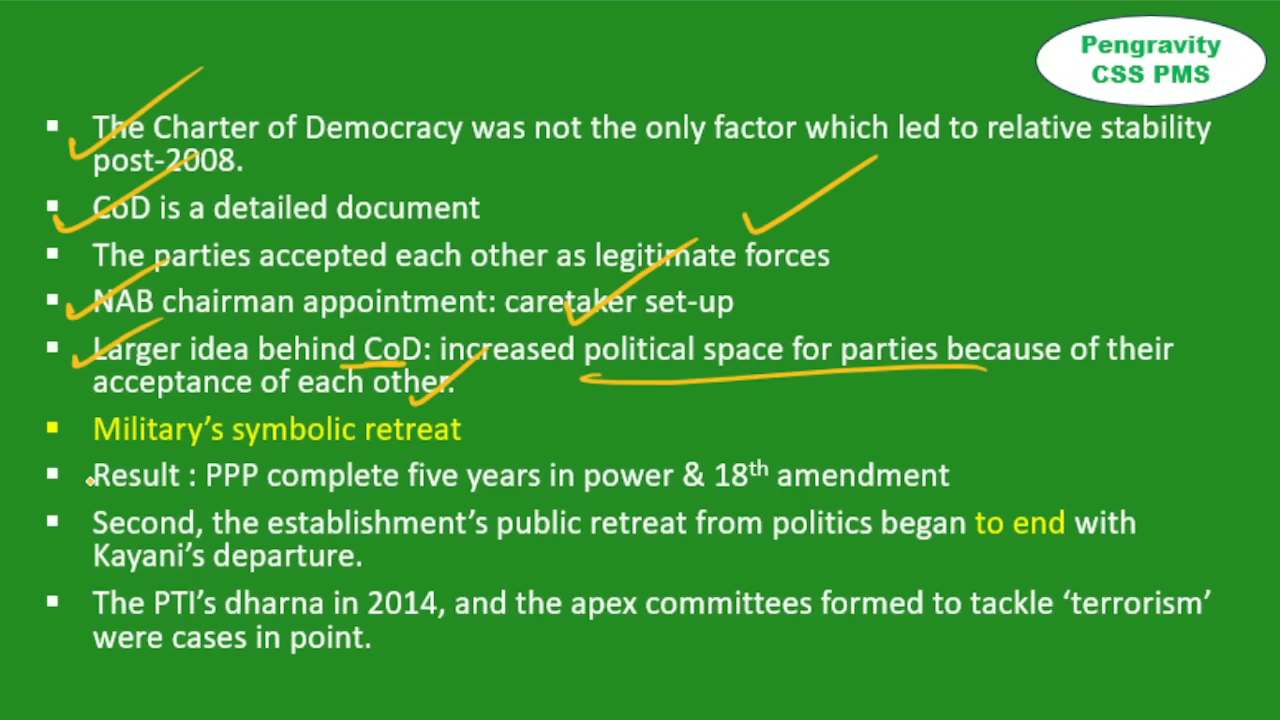 Pengravity
CSS PMS
▪ The Charter of Democracy was not the only factor which led to relative stability
post-2008.
▪ CoD is a detailed document
▪ The parties accepted each other as legitimate forces
▪ NAB chairman appointment: caretaker set-up
▪ Larger idea behind CoD: increased political space for parties because of their
acceptance of each other.
▪ Military’s symbolic retreat
▪ Result : PPP complete five years in power & 18th amendment
▪ Second, the establishment’s public retreat from politics began to end with
Kayani’s departure.
▪ The PTI’s dharna in 2014, and the apex committees formed to tackle ‘terrorism’
were cases in point.